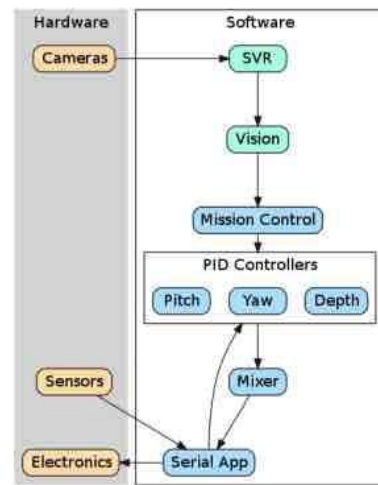 Hardware
Software
Cameras
SVR
Vision
Mission Control
PID Controllers
Pitch
Yaw
Depth
Sensors
Mixer
Electronics
Serial App